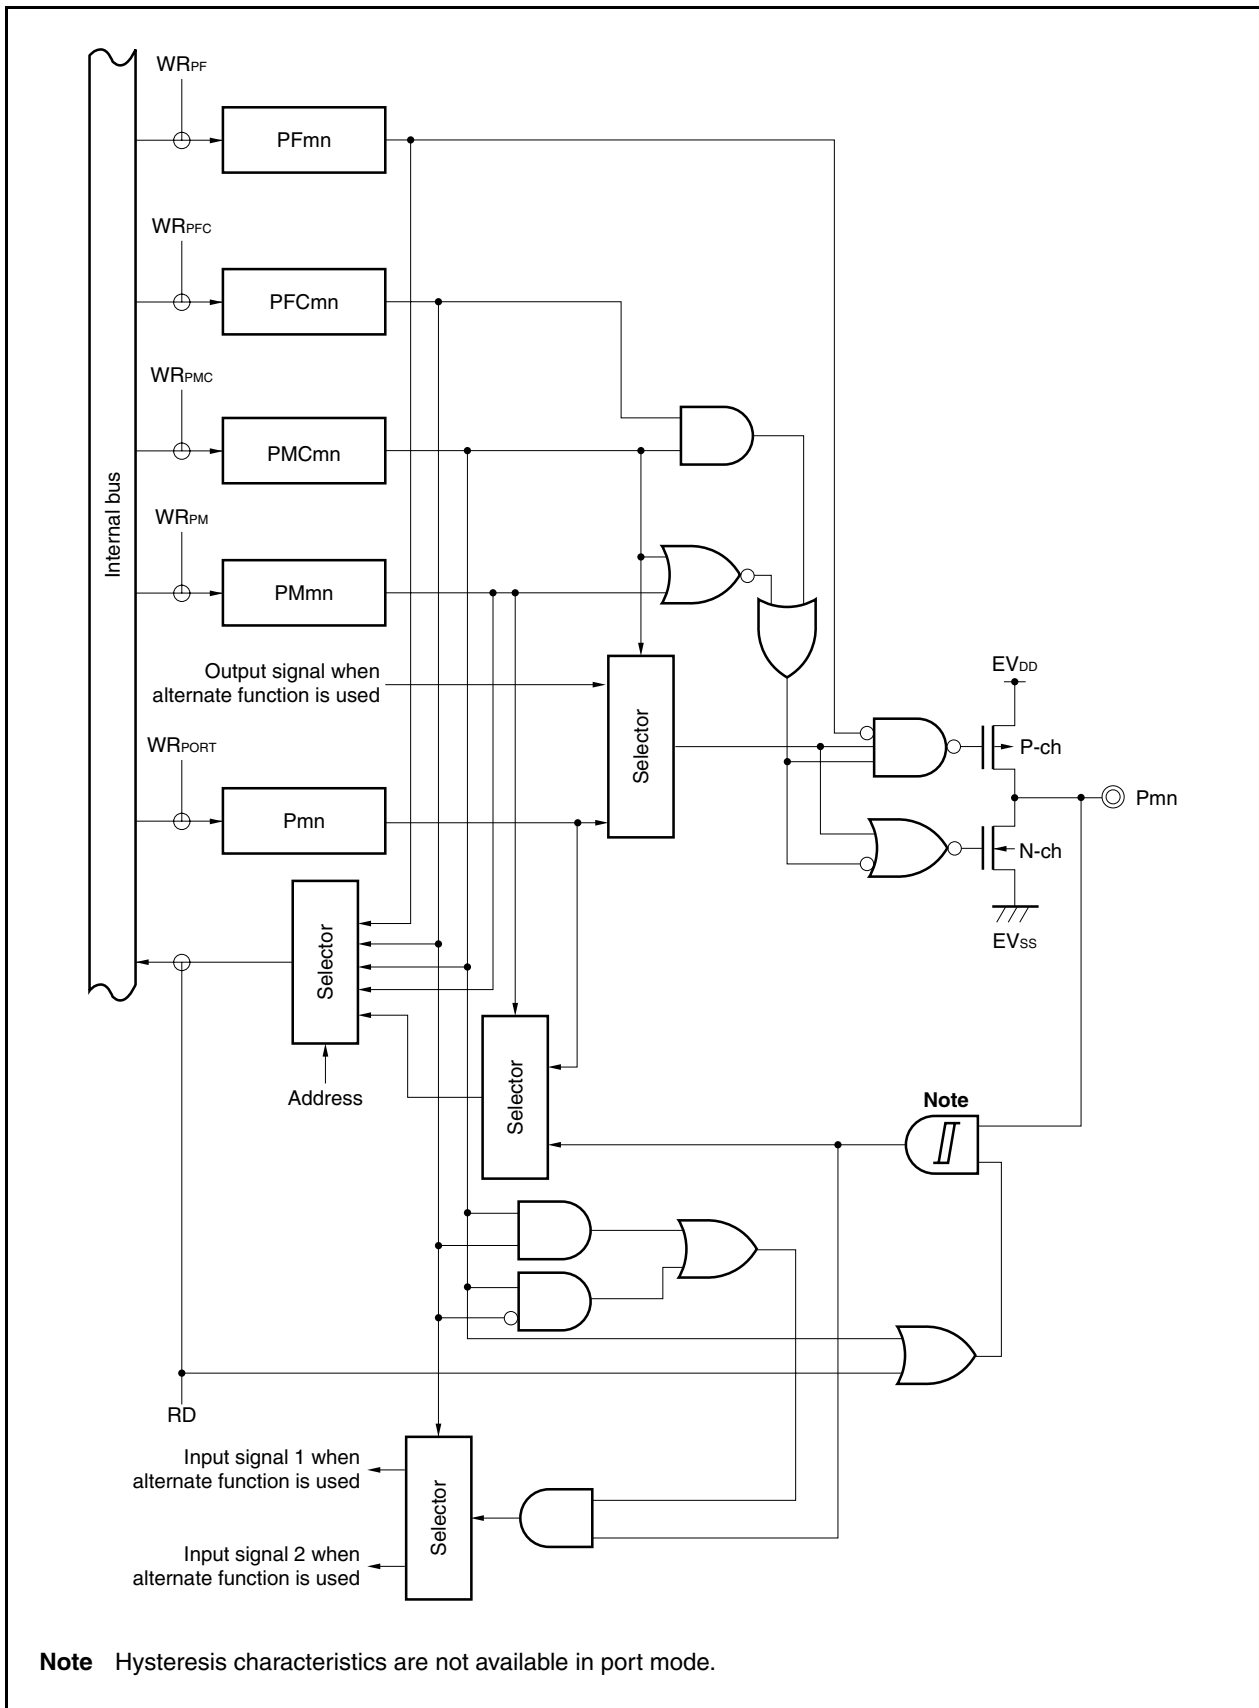 WRPF
PFmn
WRPFC
PFCmn
WRPMC
PMCmn
Internal bus
WRPM
PMmn
Output signal when
alternate function is used
Selector
EVDD
P-ch
WRPORT
Pmn
Pmn
N-ch
EVSS
Selector
Address
Selector
Note
RD
Input signal 1 when
alternate function is used
Selector
Input signal 2 when
alternate function is used
Note Hysteresis characteristics are not available in port mode.